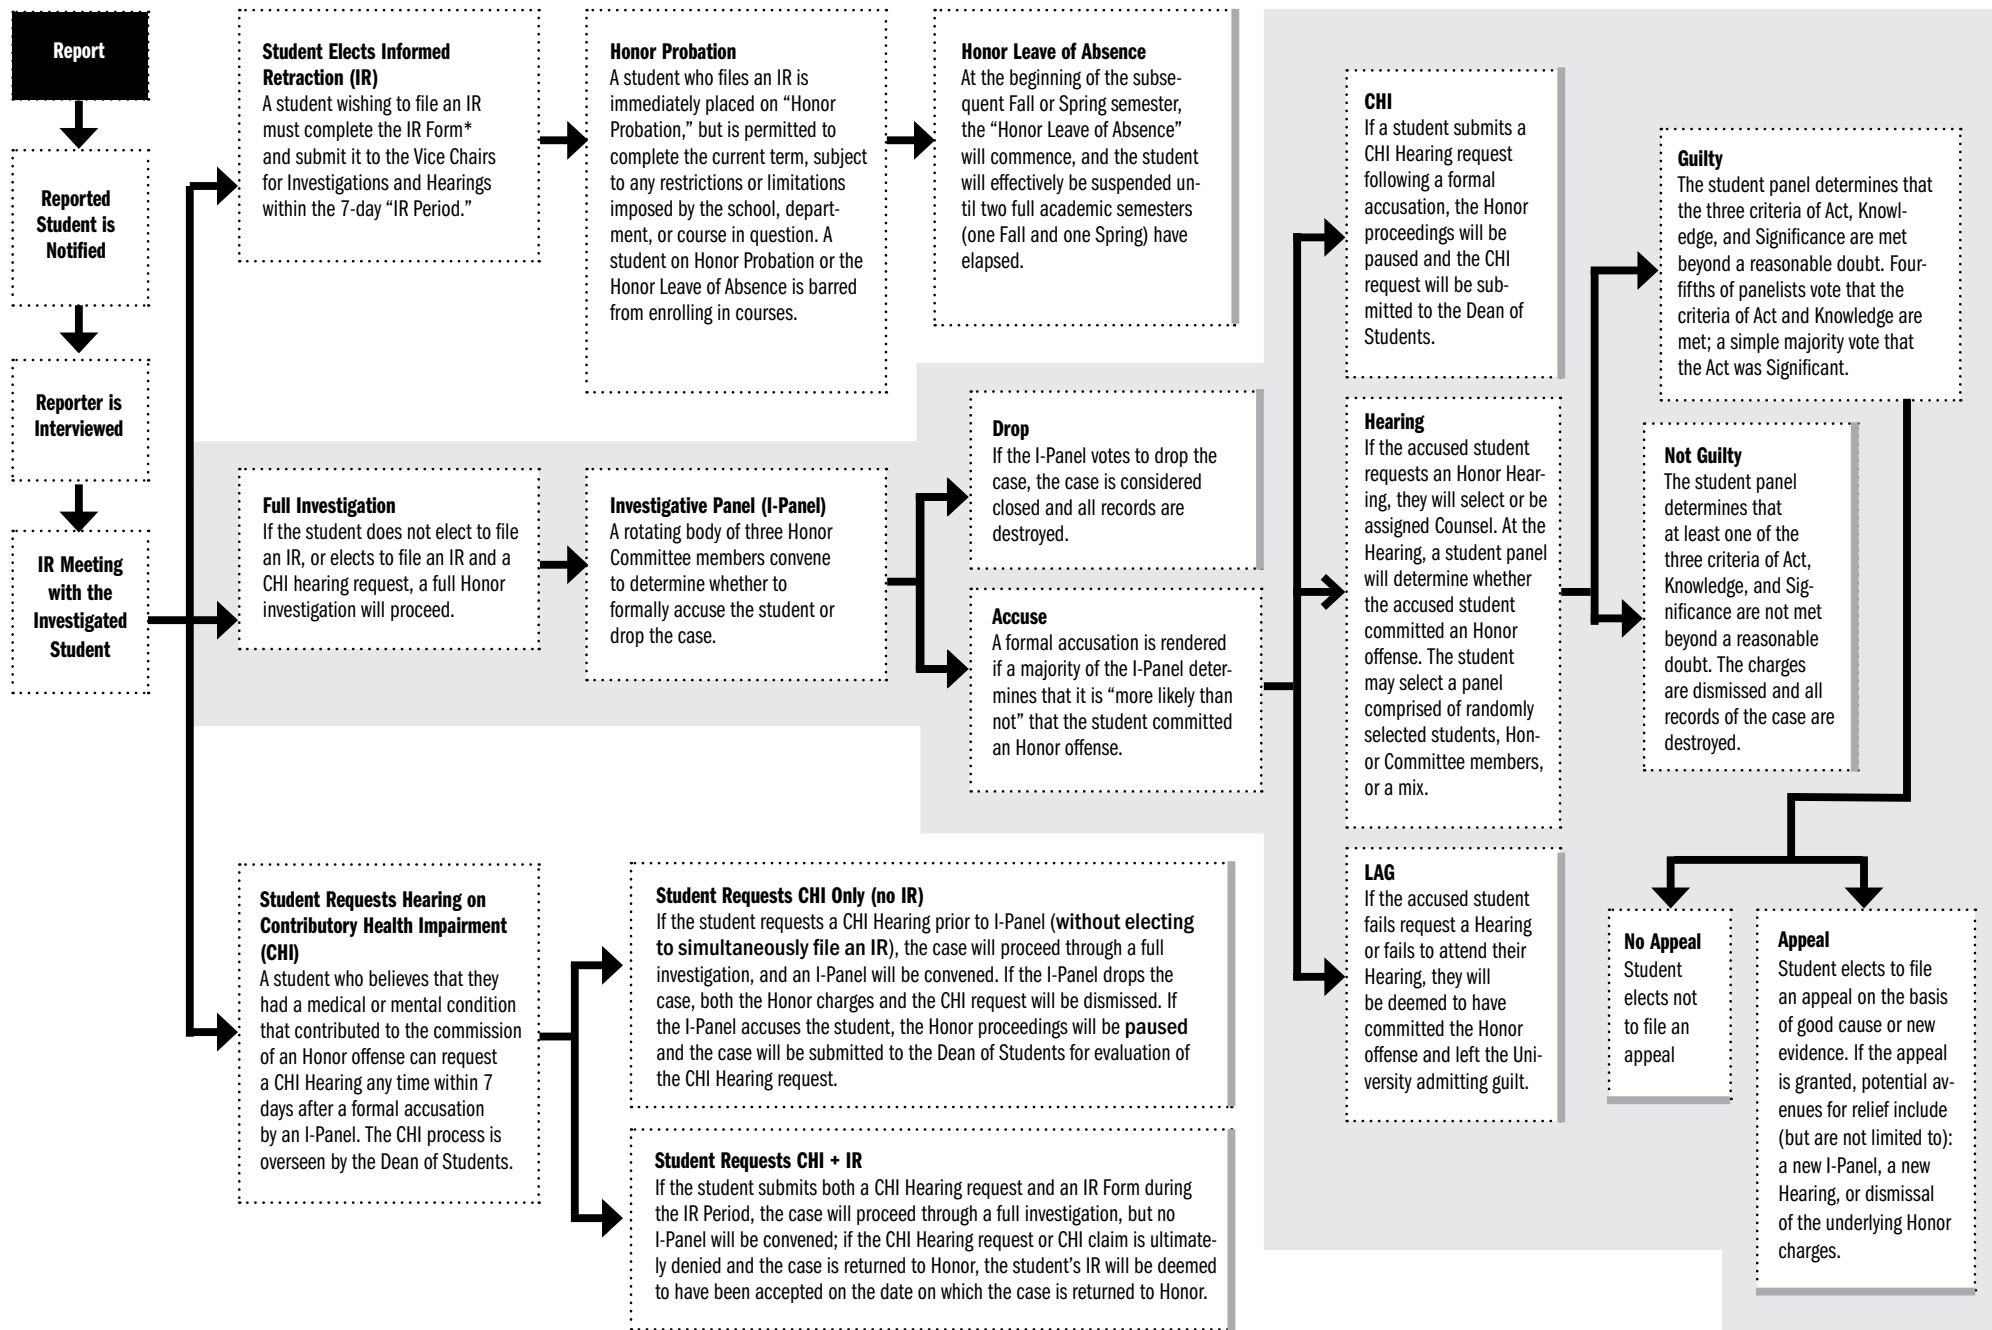 Report
Reported
Student is
Notified
Reporter is
Interviewed
IR Meeting
with the
Investigated
Student
Student Elects Informed
Retraction (IR)
A student wishing to file an IR
must complete the IR Form*
and submit it to the Vice Chairs
for Investigations and Hearings
within the 7-day “IR Period.”
Honor Probation
A student who files an IR is
immediately placed on “Honor
Probation,” but is permitted to
complete the current term, subject
to any restrictions or limitations
imposed by the school, depart-
ment, or course in question. A
student on Honor Probation or the
Honor Leave of Absence is barred
from enrolling in courses.
Honor Leave of Absence
At the beginning of the subse-
quent Fall or Spring semester,
the “Honor Leave of Absence”
will commence, and the student
will effectively be suspended un-
til two full academic semesters
(one Fall and one Spring) have
elapsed.
Full Investigation
If the student does not elect to file
an IR, or elects to file an IR and a
CHI hearing request, a full Honor
investigation will proceed.
Investigative Panel (I-Panel)
A rotating body of three Honor
Committee members convene
to determine whether to
formally accuse the student or
drop the case.
Drop
If the I-Panel votes to drop the
case, the case is considered
closed and all records are
destroyed.
Accuse
A formal accusation is rendered
if a majority of the I-Panel deter-
mines that it is “more likely than
not” that the student committed
an Honor offense.
Student Requests Hearing on
Contributory Health Impairment
(CHI)
A student who believes that they
had a medical or mental condition
that contributed to the commission
of an Honor offense can request
a CHI Hearing any time within 7
days after a formal accusation
by an I-Panel. The CHI process is
overseen by the Dean of Students.
Student Requests CHI Only (no IR)
If the student requests a CHI Hearing prior to I-Panel (without electing
to simultaneously file an IR), the case will proceed through a full
investigation, and an I-Panel will be convened. If the I-Panel drops the
case, both the Honor charges and the CHI request will be dismissed. If
the I-Panel accuses the student, the Honor proceedings will be paused
and the case will be submitted to the Dean of Students for evaluation of
the CHI Hearing request.
Student Requests CHI + IR
If the student submits both a CHI Hearing request and an IR Form during
the IR Period, the case will proceed through a full investigation, but no
I-Panel will be convened; if the CHI Hearing request or CHI claim is ultimate-
ly denied and the case is returned to Honor, the student’s IR will be deemed
to have been accepted on the date on which the case is returned to Honor.
CHI
If a student submits a
CHI Hearing request
following a formal
accusation, the Honor
proceedings will be
paused and the CHI
request will be sub-
mitted to the Dean of
Students.
Hearing
If the accused student
requests an Honor Hear-
ing, they will select or be
assigned Counsel. At the
Hearing, a student panel
will determine whether
the accused student
committed an Honor
offense. The student
may select a panel
comprised of randomly
selected students, Hon-
or Committee members,
or a mix.
LAG
If the accused student
fails request a Hearing
or fails to attend their
Hearing, they will
be deemed to have
committed the Honor
offense and left the Uni-
versity admitting guilt.
Guilty
The student panel determines that
the three criteria of Act, Knowl-
edge, and Significance are met
beyond a reasonable doubt. Four-
fifths of panelists vote that the
criteria of Act and Knowledge are
met; a simple majority vote that
the Act was Significant.
Not Guilty
The student panel
determines that
at least one of the
three criteria of Act,
Knowledge, and Sig-
nificance are not met
beyond a reasonable
doubt. The charges
are dismissed and all
records of the case are
destroyed.
No Appeal
Student
elects not
to file an
appeal
Appeal
Student elects to file
an appeal on the basis
of good cause or new
evidence. If the appeal
is granted, potential av-
enues for relief include
(but are not limited to):
a new I-Panel, a new
Hearing, or dismissal
of the underlying Honor
charges.